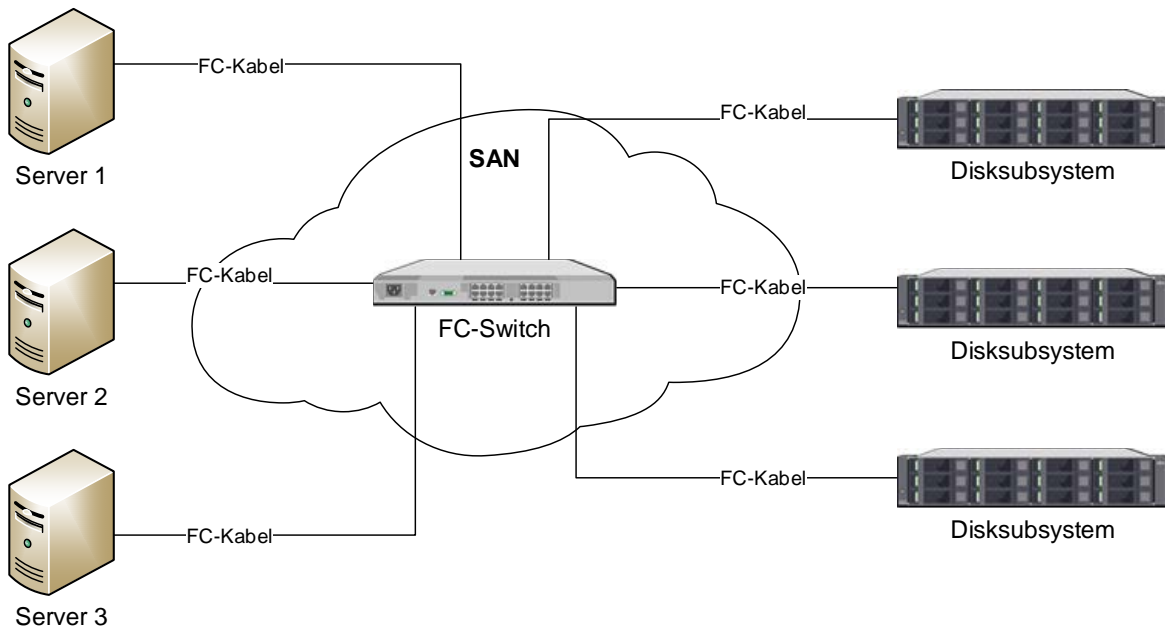 FC-Kabel
Server 1
FC-Kabel
Disksubsystem
SAN
FC-Kabel
Server 2
FC-Switch
FC-Kabel
Disksubsystem
FC-Kabel
Server 3
FC-Kabel
Disksubsystem